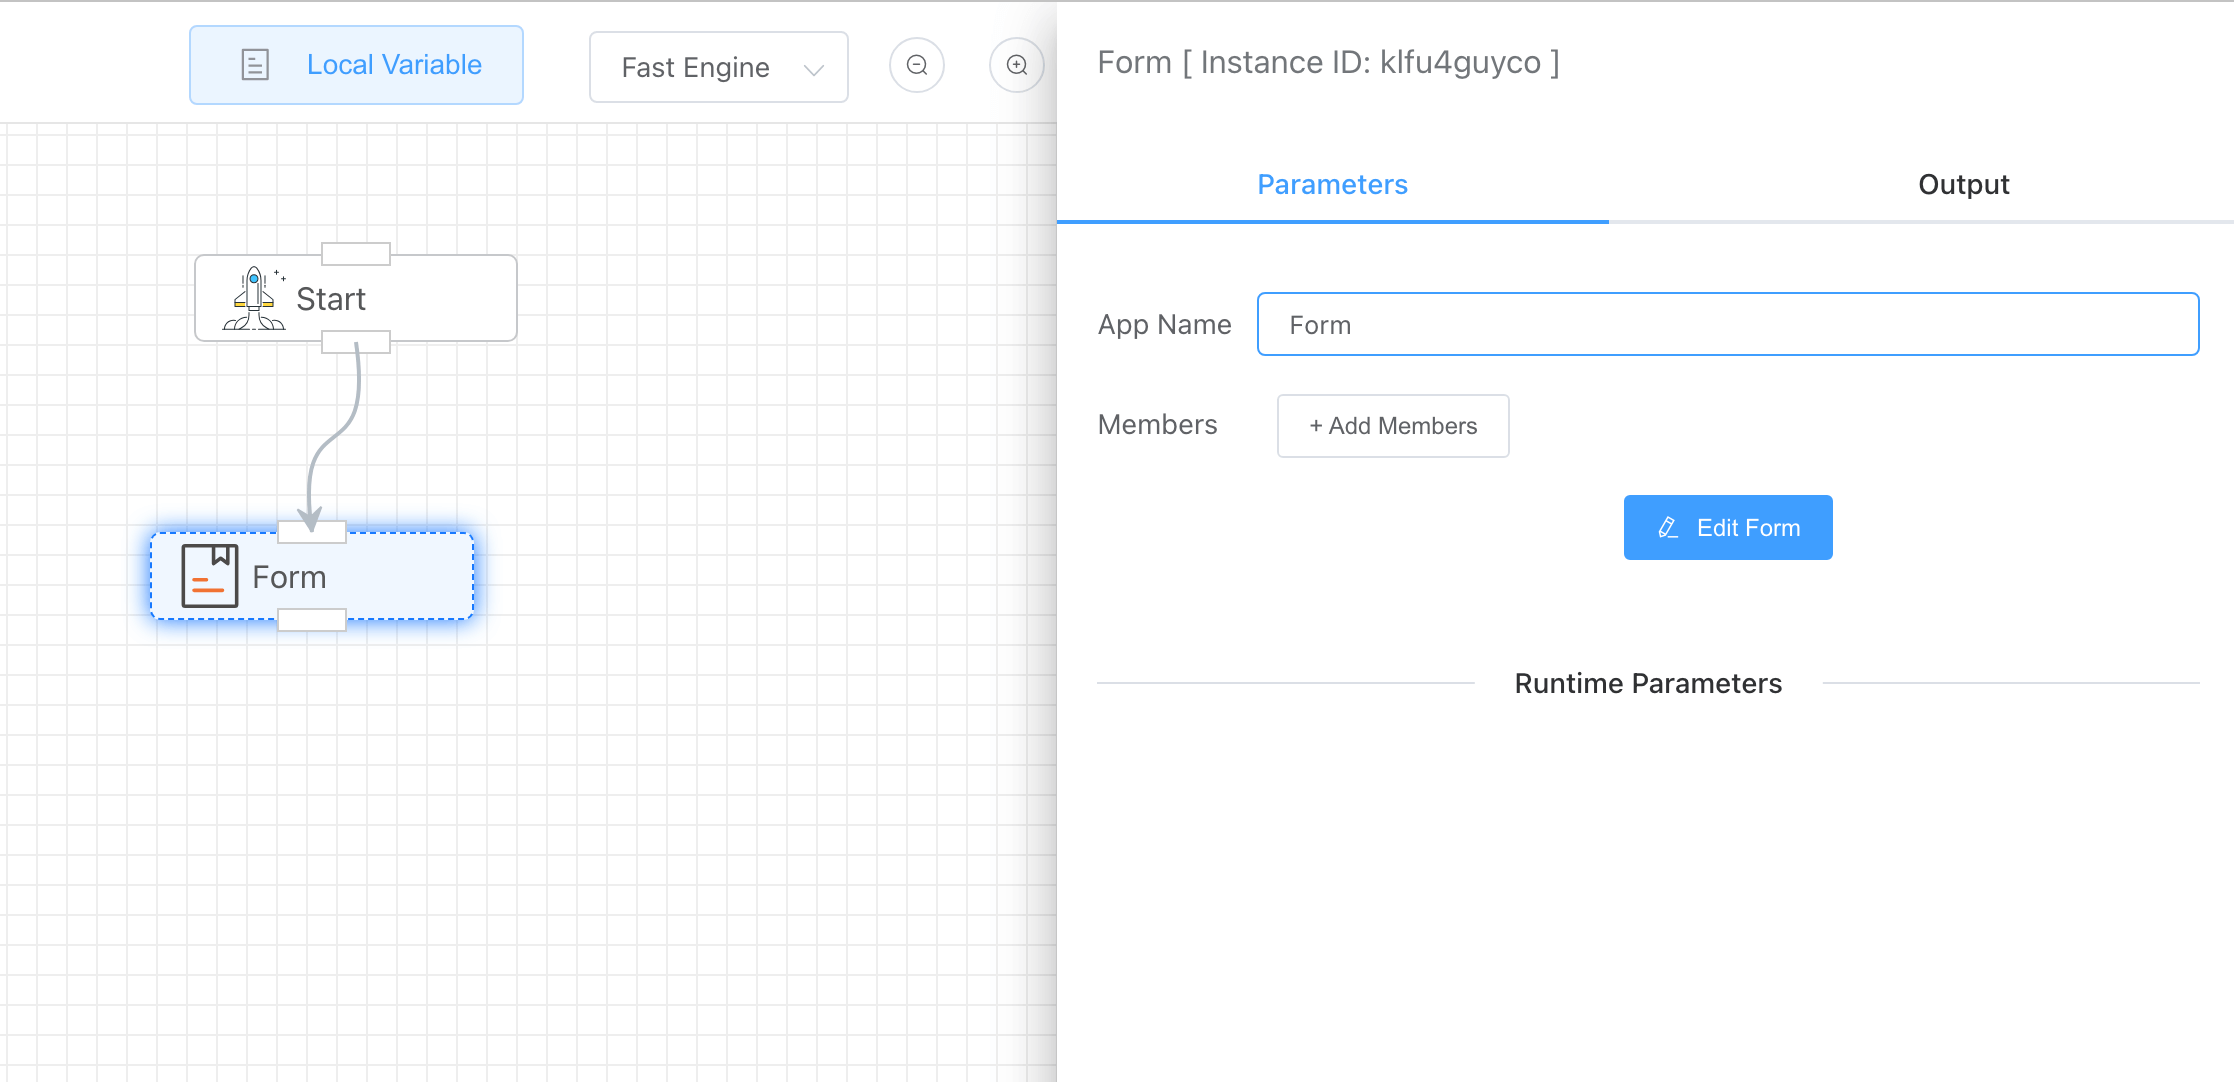 Local Variable
Fast Engine
Start
Form
Form [ Instance ID: klfu4guyco ]
Parameters
Output
App Name
Form
Members
+ Add Members
Edit Form
Runtime Parameters